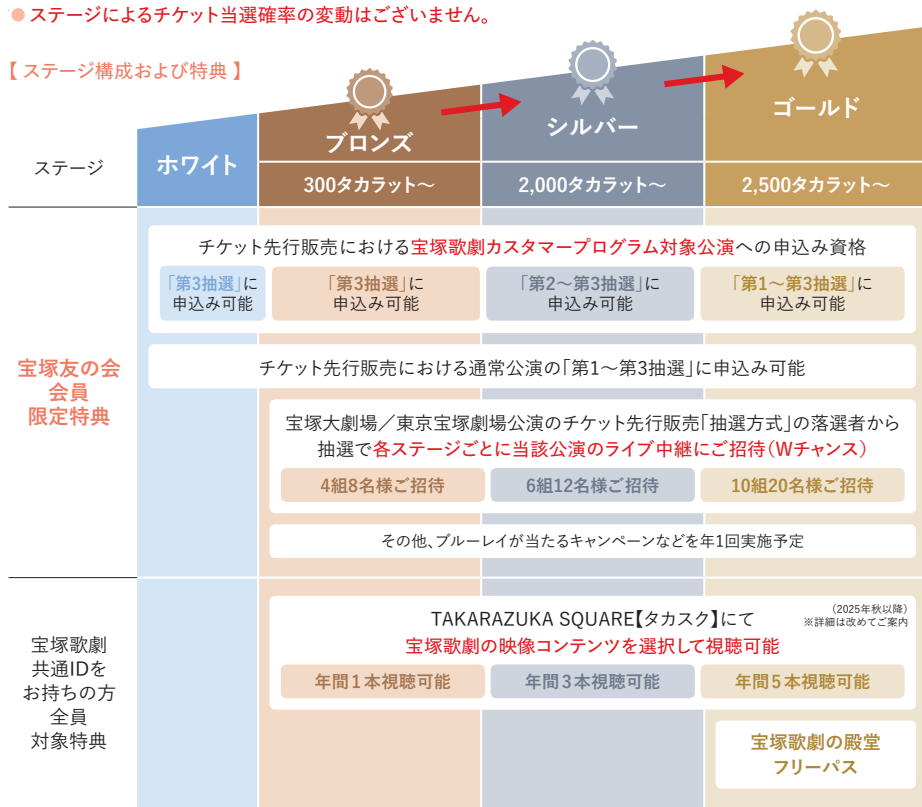 ●ステージによるチケット当選確率の変動はございません。
【 ステージ構成および特典 】
ステージ
ホワイト
ブロンズ
300タカラット～
シルバー
2,000タカラット～
ゴールド
2,500タカラット～
宝塚友の会
会員
限定特典
チケット先行販売における宝塚歌劇カスタマープログラム対象公演への申込み資格
「第3抽選」に
申込み可能
「第3抽選」に
申込み可能
「第2～第3抽選」に
申込み可能
「第1～第3抽選」に
申込み可能
チケット先行販売における通常公演の「第1～第3抽選」に申込み可能
宝塚大劇場／東京宝塚劇場公演のチケット先行販売「抽選方式」の落選者から
抽選で各ステージごとに当該公演のライブ中継にご招待（Wチャンス）
4組8名様ご招待
6組12名様ご招待
10組20名様ご招待
その他、ブルーレイが当たるキャンペーンなどを年1回実施予定
宝塚歌劇
共通IDを
お持ちの方
全員
対象特典
TAKARAZUKA SQUARE【タカスク】にて
（2025年秋以降）
※詳細は改めてご案内
宝塚歌劇の映像コンテンツを選択して視聴可能
年間1本視聴可能
年間3本視聴可能
年間5本視聴可能
宝塚歌劇の殿堂
フリーパス